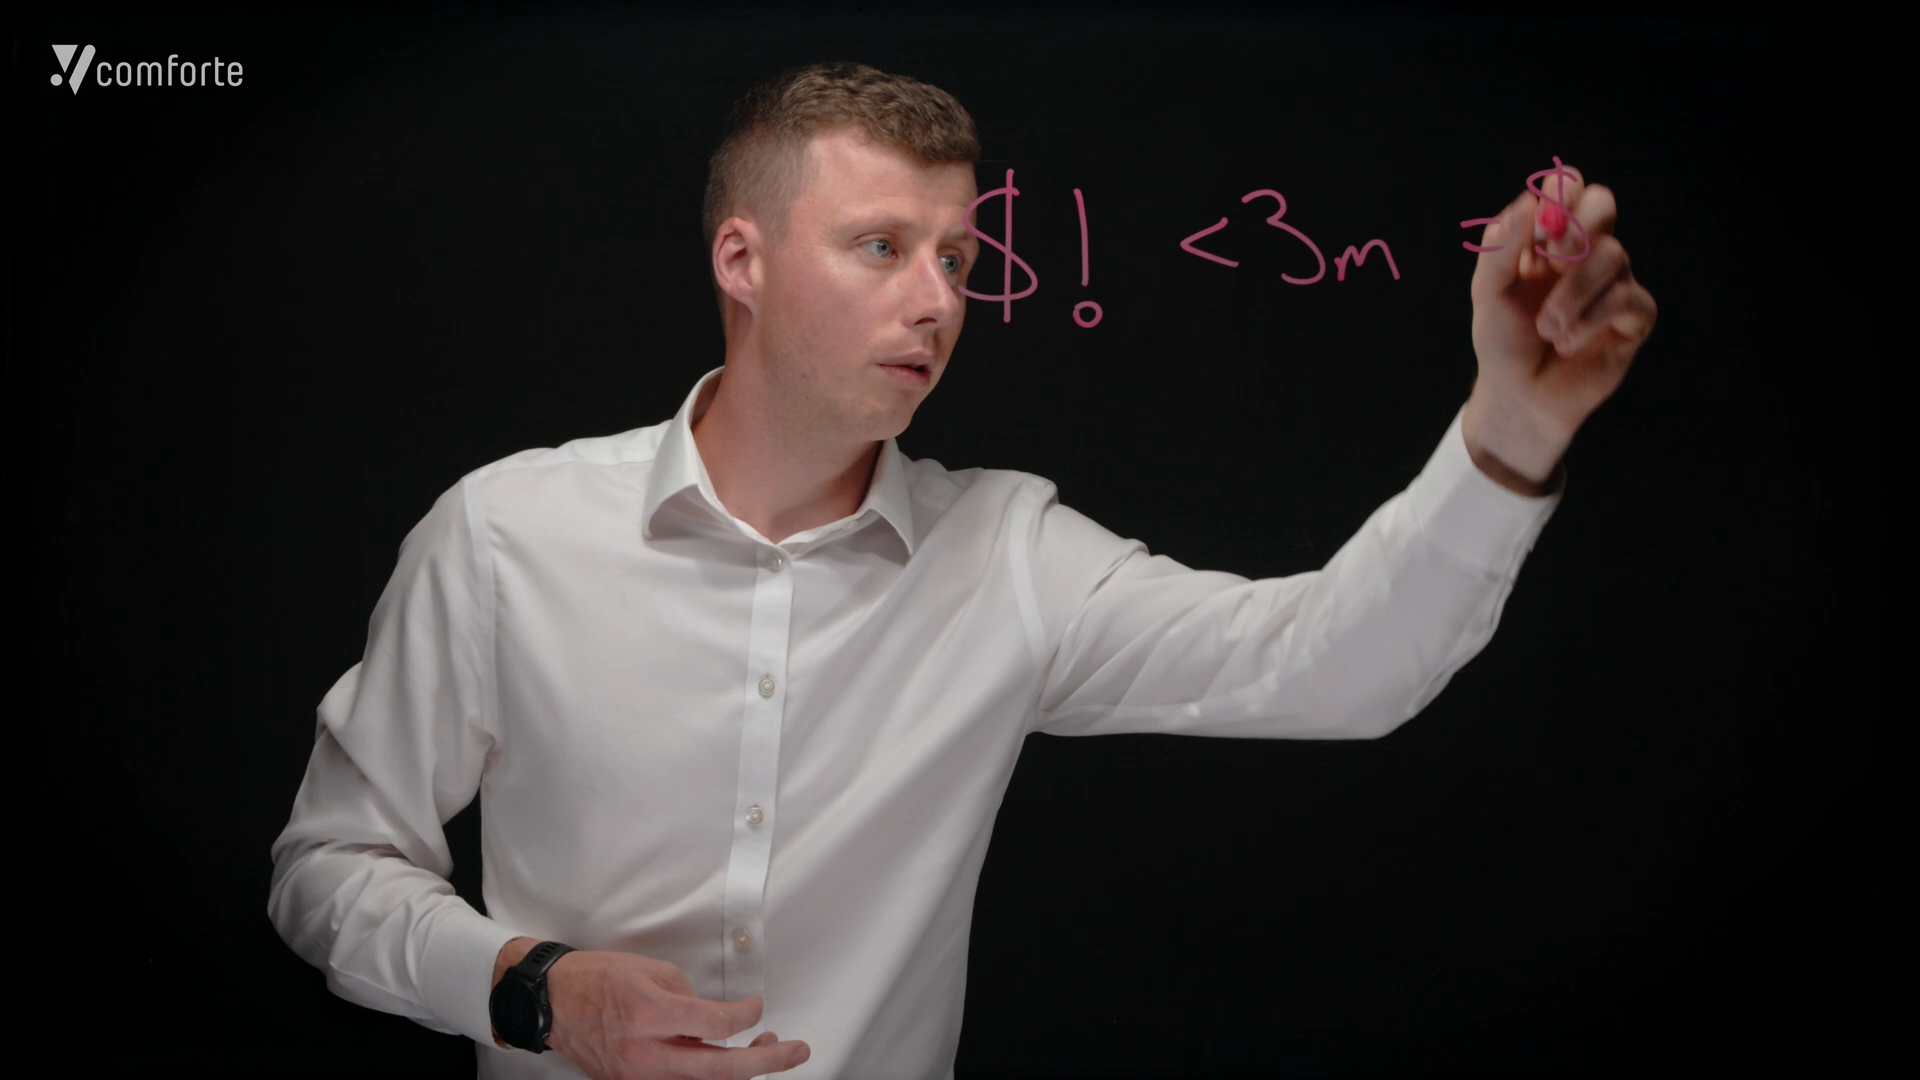 comforte
$! <3m = $